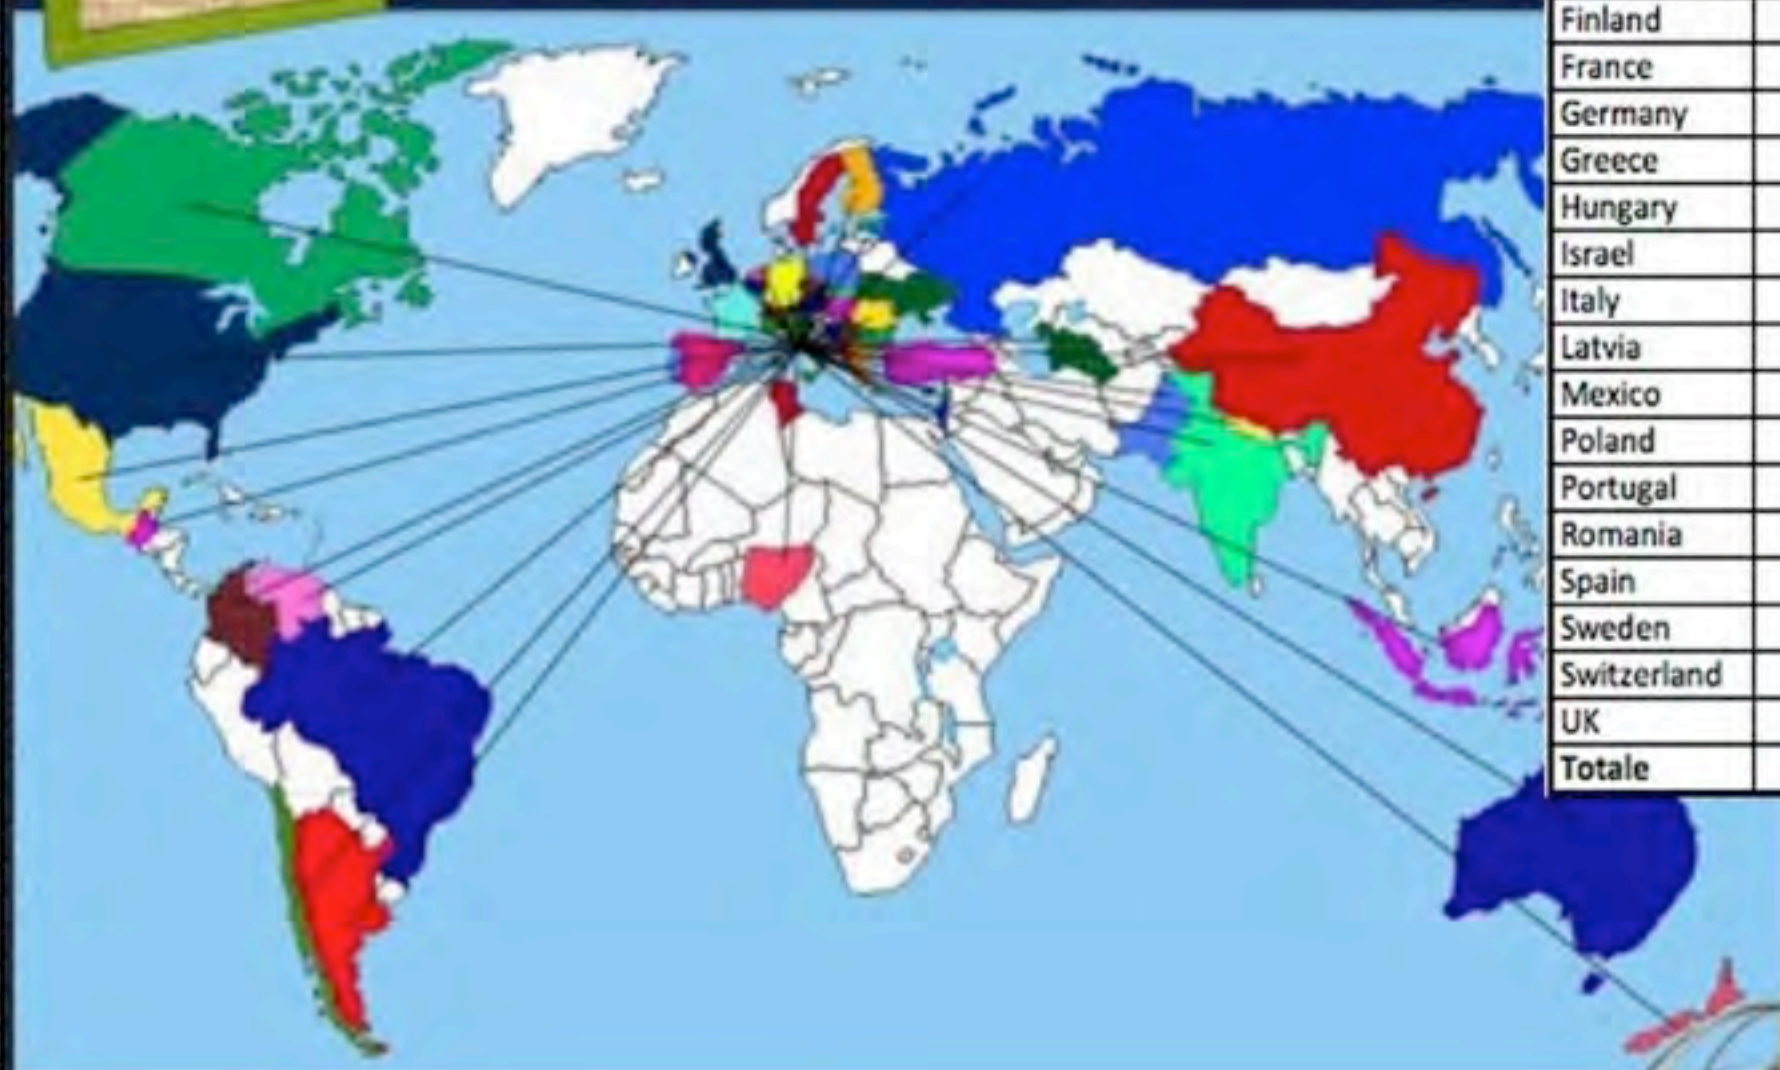 Finland
France
Germany
Greece
Hungary
Israel
Italy
Latvia
Mexico
Poland
Portugal
Romania
Spain
Sweden
Switzerland
UK
Totale